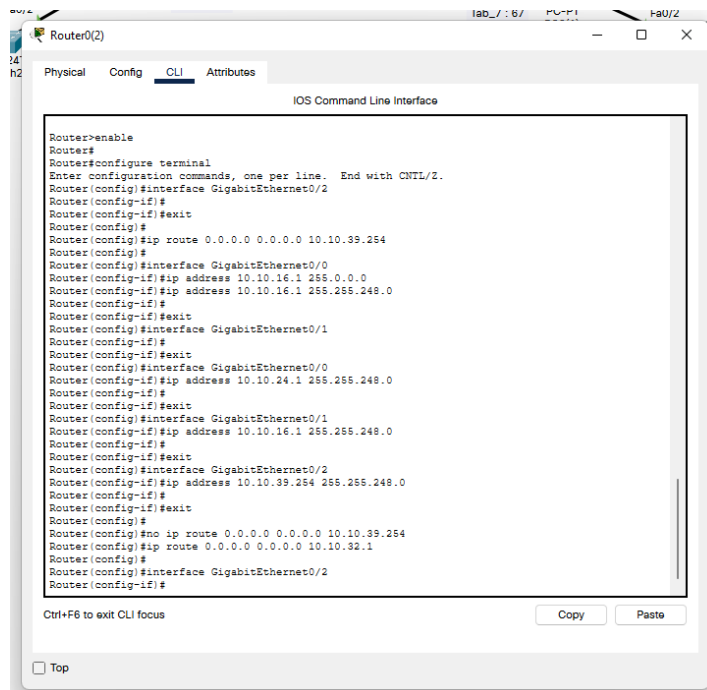 Fa0/2
Tab_7 : 67
PC-PT
Fa0/2
Router0(2)
Physical Config CLI Attributes
IOS Command Line Interface
Router>enable
Router#
Router#configure terminal
Enter configuration commands, one per line. End with CNTL/Z.
Router(config)#interface GigabitEthernet0/2
Router(config-if)#
Router(config-if)#exit
Router(config)#
Router(config)#ip route 0.0.0.0 0.0.0.0 10.10.39.254
Router(config)#
Router(config)#interface GigabitEthernet0/0
Router(config-if)#ip address 10.10.16.1 255.0.0.0
Router(config-if)#ip address 10.10.16.1 255.255.248.0
Router(config-if)#
Router(config-if)#exit
Router(config)#interface GigabitEthernet0/1
Router(config-if)#
Router(config-if)#exit
Router(config)#interface GigabitEthernet0/0
Router(config-if)#ip address 10.10.24.1 255.255.248.0
Router(config-if)#
Router(config-if)#exit
Router(config)#interface GigabitEthernet0/1
Router(config-if)#ip address 10.10.16.1 255.255.248.0
Router(config-if)#
Router(config-if)#exit
Router(config)#interface GigabitEthernet0/2
Router(config-if)#ip address 10.10.39.254 255.255.248.0
Router(config-if)#
Router(config-if)#exit
Router(config)#
Router(config)#no ip route 0.0.0.0 0.0.0.0 10.10.39.254
Router(config)#ip route 0.0.0.0 0.0.0.0 10.10.32.1
Router(config)#
Router(config)#interface GigabitEthernet0/2
Router(config-if)#
Ctrl+F6 to exit CLI focus
Copy Paste
Top